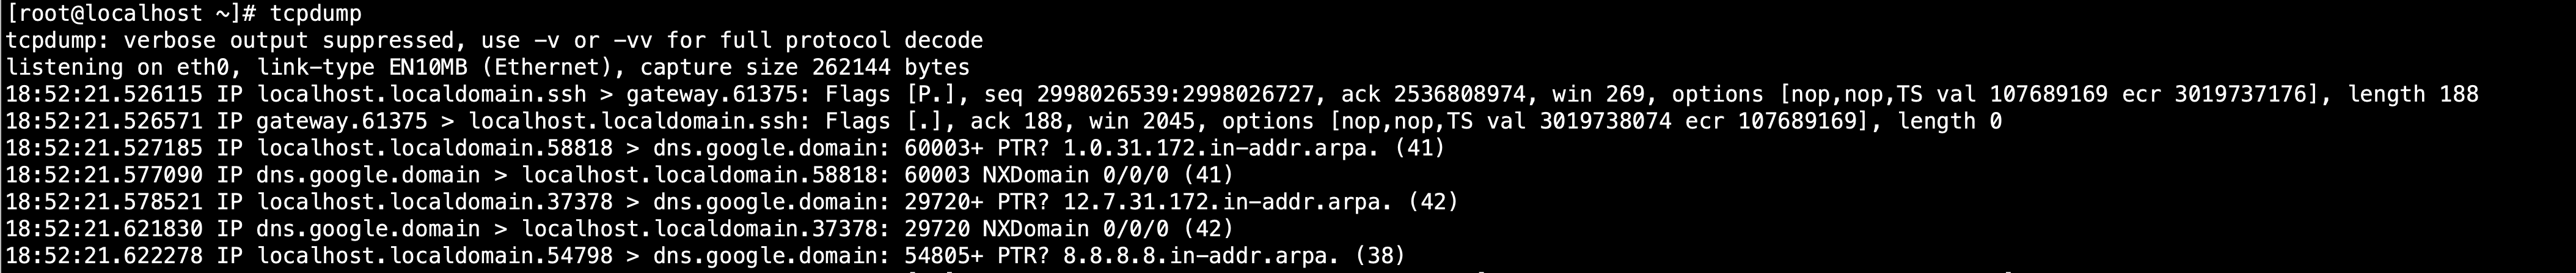 [root@localhost ~]# tcpdump
tcpdump: verbose output suppressed, use -v or -vv for full protocol decode
listening on eth0, link-type EN10MB (Ethernet), capture size 262144 bytes
18:52:21.526115 IP localhost.localdomain.ssh > gateway.61375: Flags [P.], seq 2998026539:2998026727, ack 2536808974, win 269, options [nop,nop,TS val 107689169 ecr 3019737176], length 188
18:52:21.526571 IP gateway.61375 > localhost.localdomain.ssh: Flags [.], ack 188, win 2045, options [nop,nop,TS val 3019738074 ecr 107689169], length 0
18:52:21.527185 IP localhost.localdomain.58818 > dns.google.domain: 60003+ PTR? 1.0.31.172.in-addr.arpa. (41)
18:52:21.577090 IP dns.google.domain > localhost.localdomain.58818: 60003 NXDomain 0/0/0 (41)
18:52:21.578521 IP localhost.localdomain.37378 > dns.google.domain: 29720+ PTR? 12.7.31.172.in-addr.arpa. (42)
18:52:21.621830 IP dns.google.domain > localhost.localdomain.37378: 29720 NXDomain 0/0/0 (42)
18:52:21.622278 IP localhost.localdomain.54798 > dns.google.domain: 54805+ PTR? 8.8.8.8.in-addr.arpa. (38)